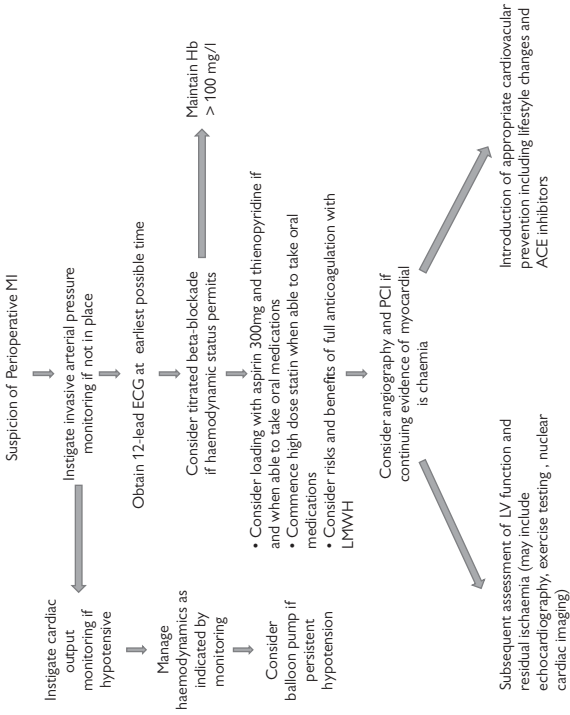 Suspicion of Perioperative MI
Instigate invasive arterial pressure
monitoring if not in place
Instigate cardiac
output
monitoring if
hypotensive
Manage
haemodynamics as
indicated by
monitoring
Consider
balloon pump if
persistent
hypotension
Obtain 12-lead ECG at earliest possible time
Consider titrated beta-blockade
if haemodynamic status permits
Maintain Hb
> 100 mg/l
• Consider loading with aspirin 300mg and thienopyridine if
and when able to take oral medications
• Commence high dose statin when able to take oral
medications
• Consider risks and benefits of full anticoagulation with
LMWH
Consider angiography and PCI if
continuing evidence of myocardial
is chaemia
Subsequent assessment of LV function and
residual ischaemia (may include
echocardiography, exercise testing , nuclear
cardiac imaging)
Introduction of appropriate cardiovacular
prevention including lifestyle changes and
ACE inhibitors